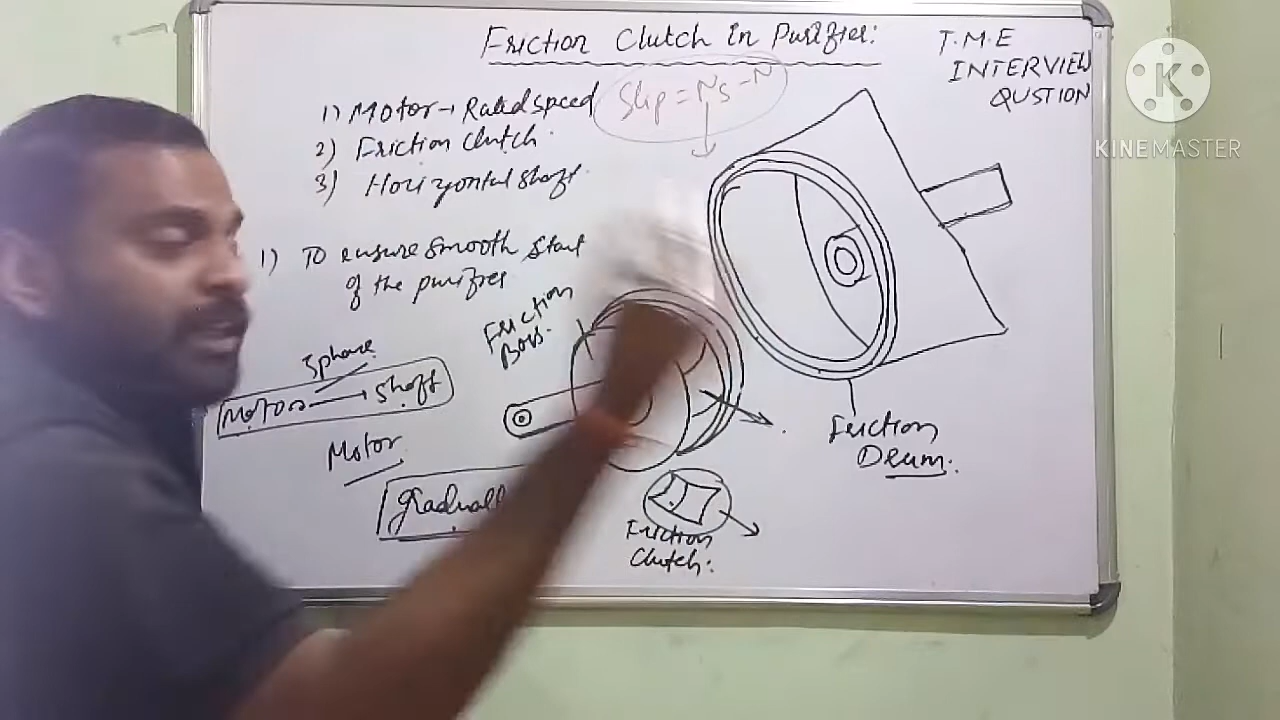 Friction Clutch in Purifier:
T.M.E
INTERVIEW
QUSTION
K
KINEMASTER
1) Motor → Rated speed
Slip = Ns - N
2) Friction Clutch
3) Horizontal shaft
1) To ensure smooth start
of the purifier
Friction
Boss.
3phase
Motor → shaft
Motor
gradually
Friction
Clutch:
Friction
Drum: